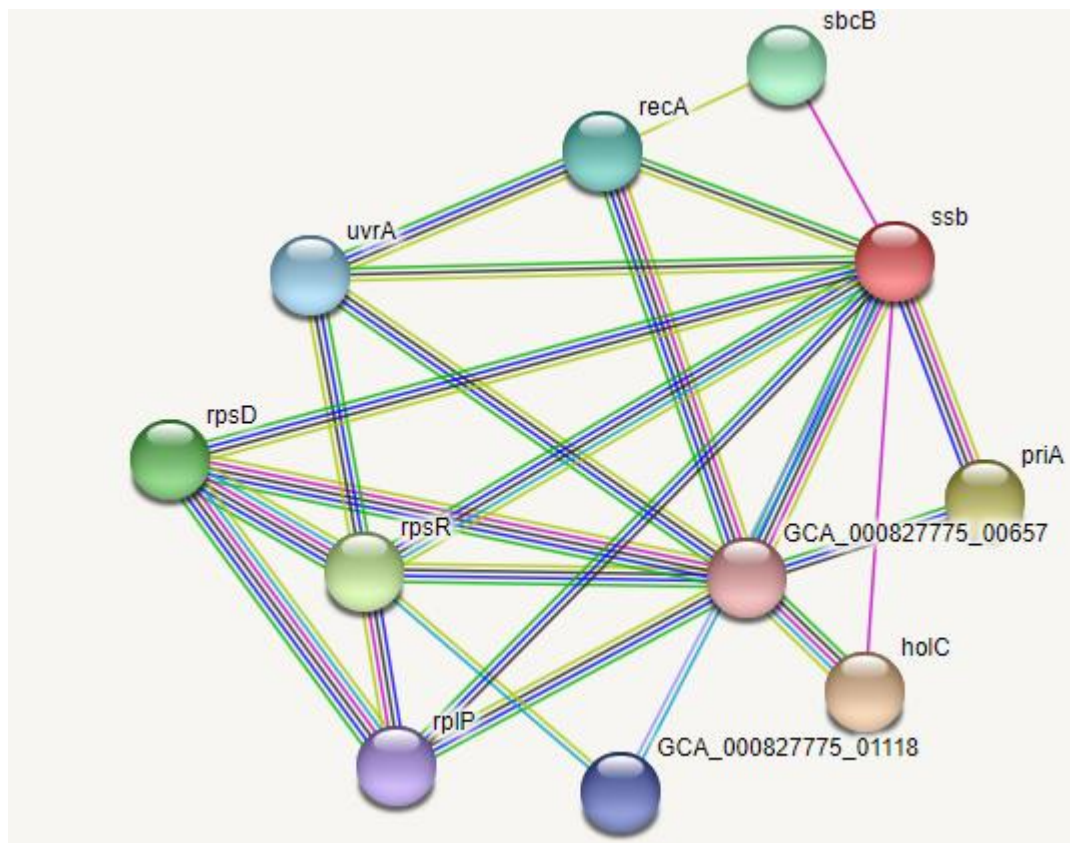 sbcB
recA
ssb
uvrA
rpsD
priA
rpsR
GCA_000827775_00657
holC
rplP
GCA_000827775_01118